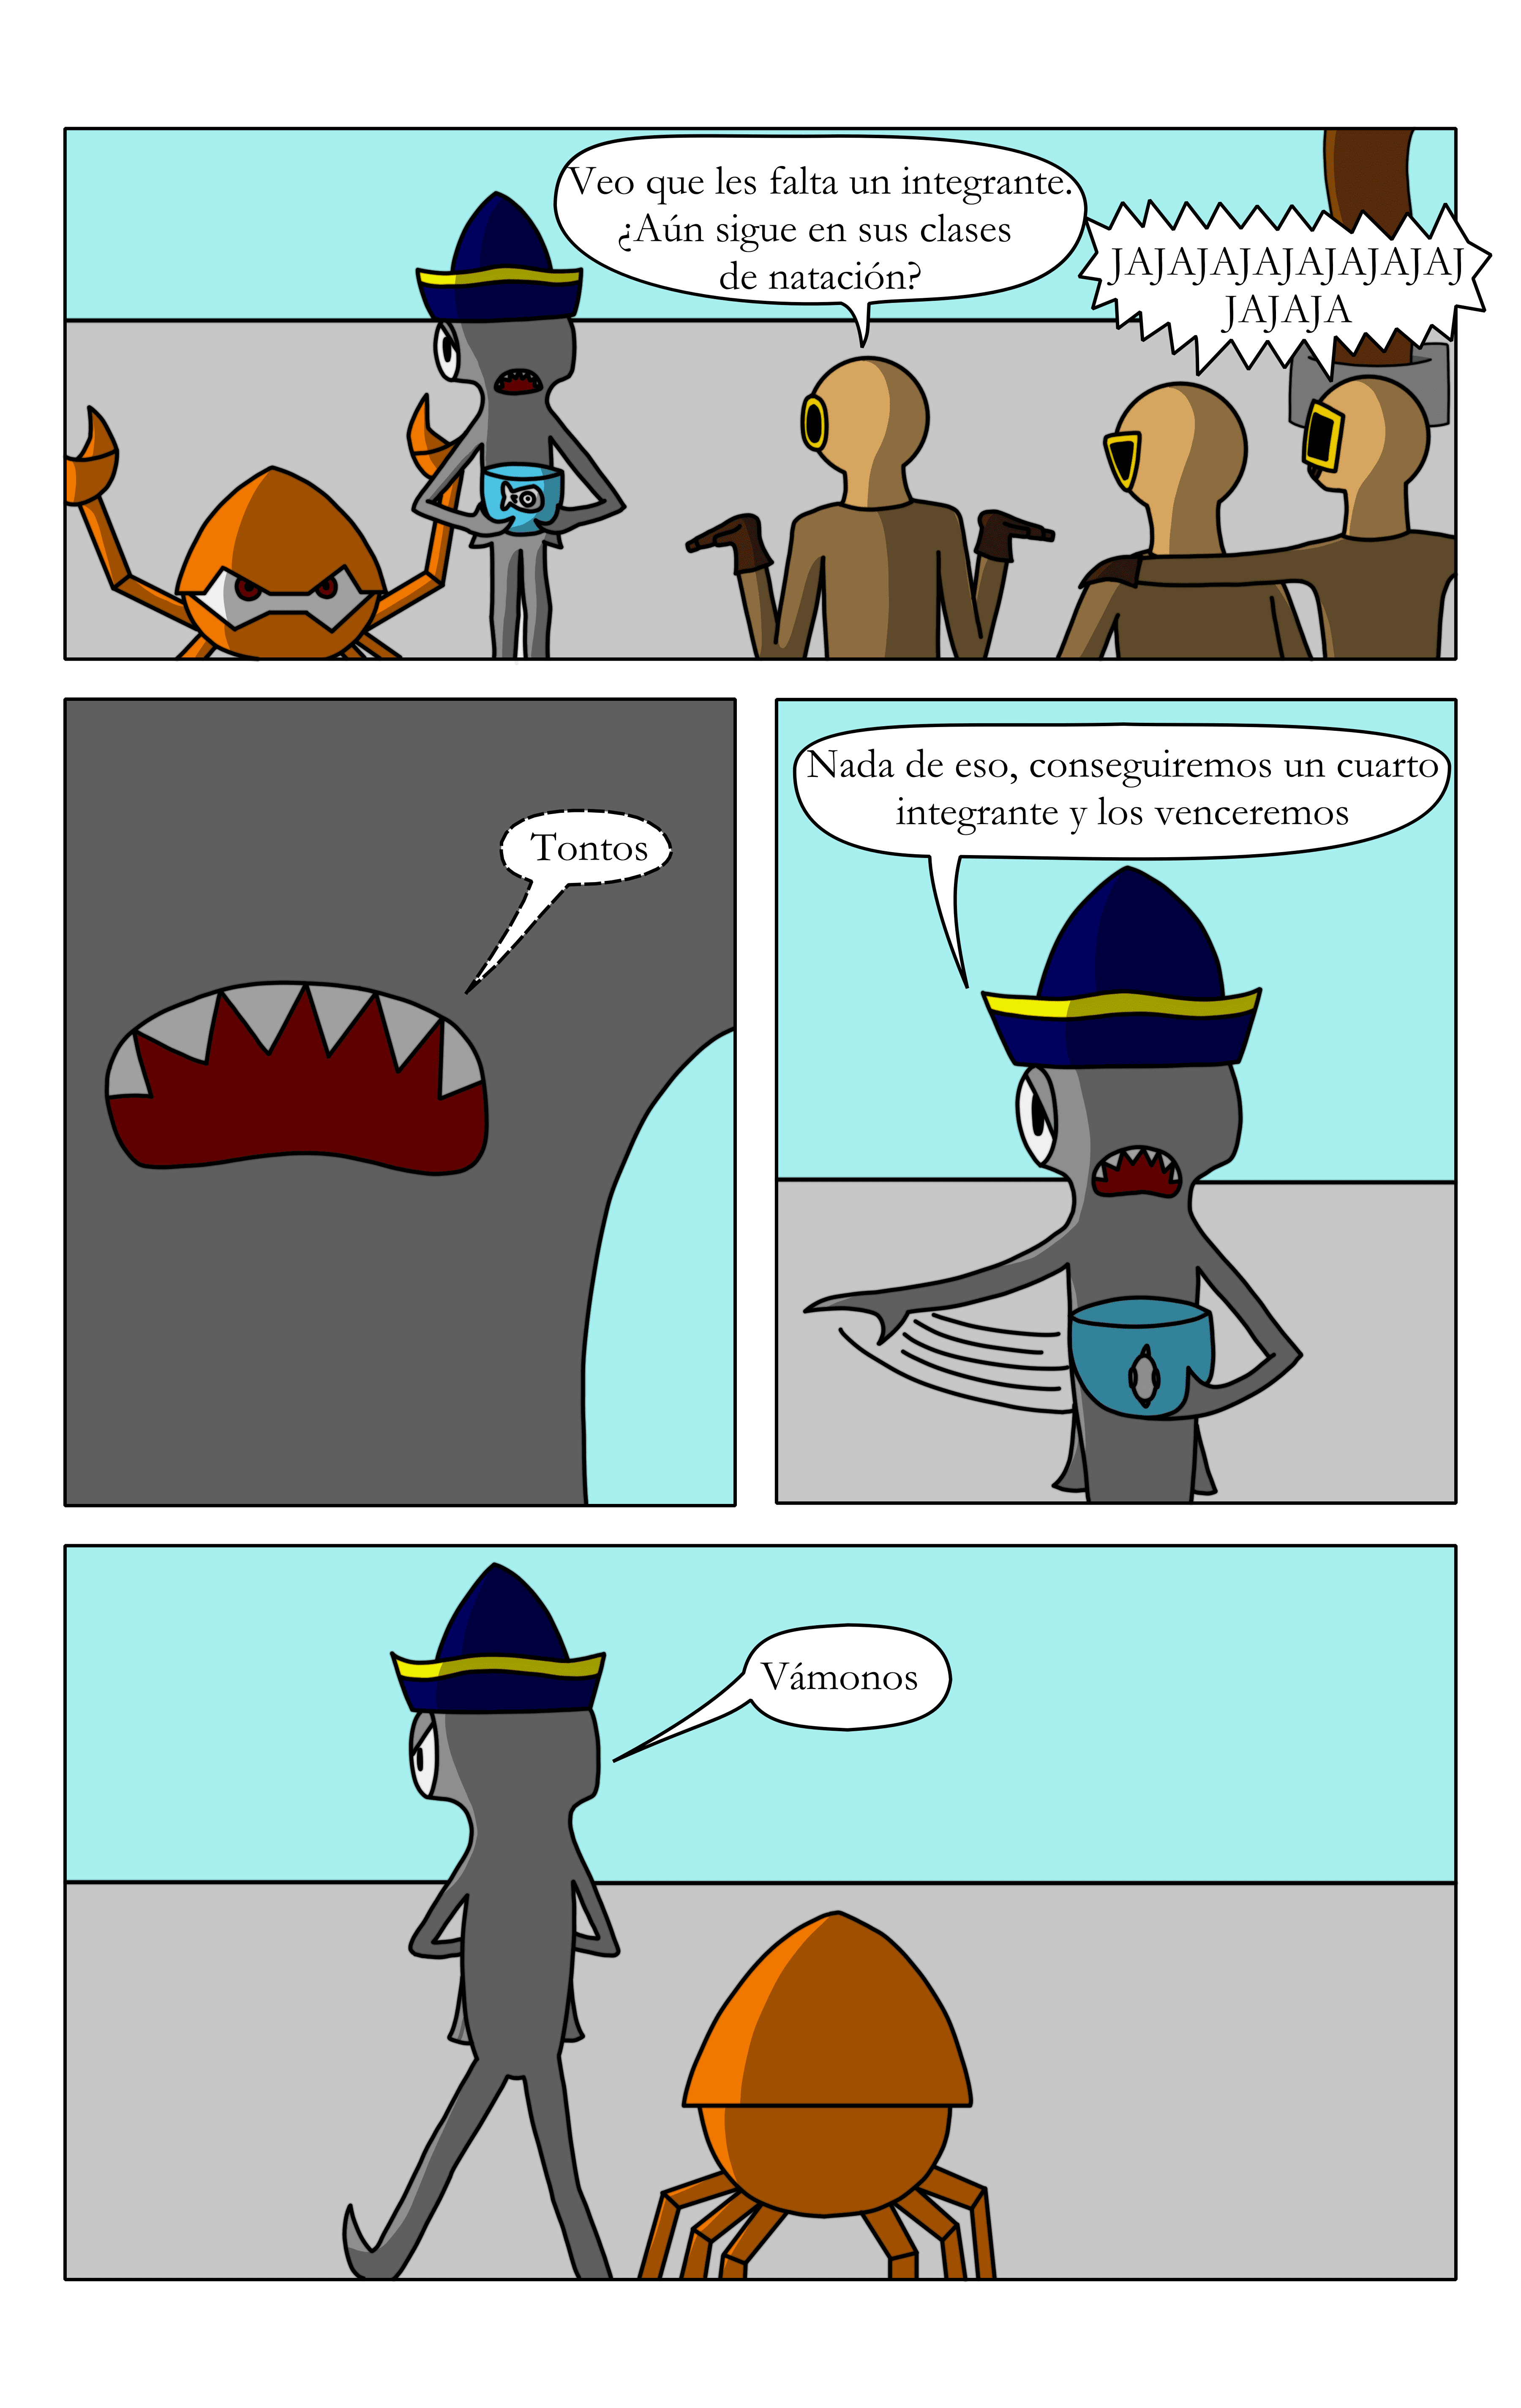 Veo que les falta un integrante.
¿Aún sigue en sus clases
de natación?
JAJAJAJAJAJAJAJAJ
JAJAJA
Tontos
Nada de eso, conseguiremos un cuarto
integrante y los venceremos
Vámonos